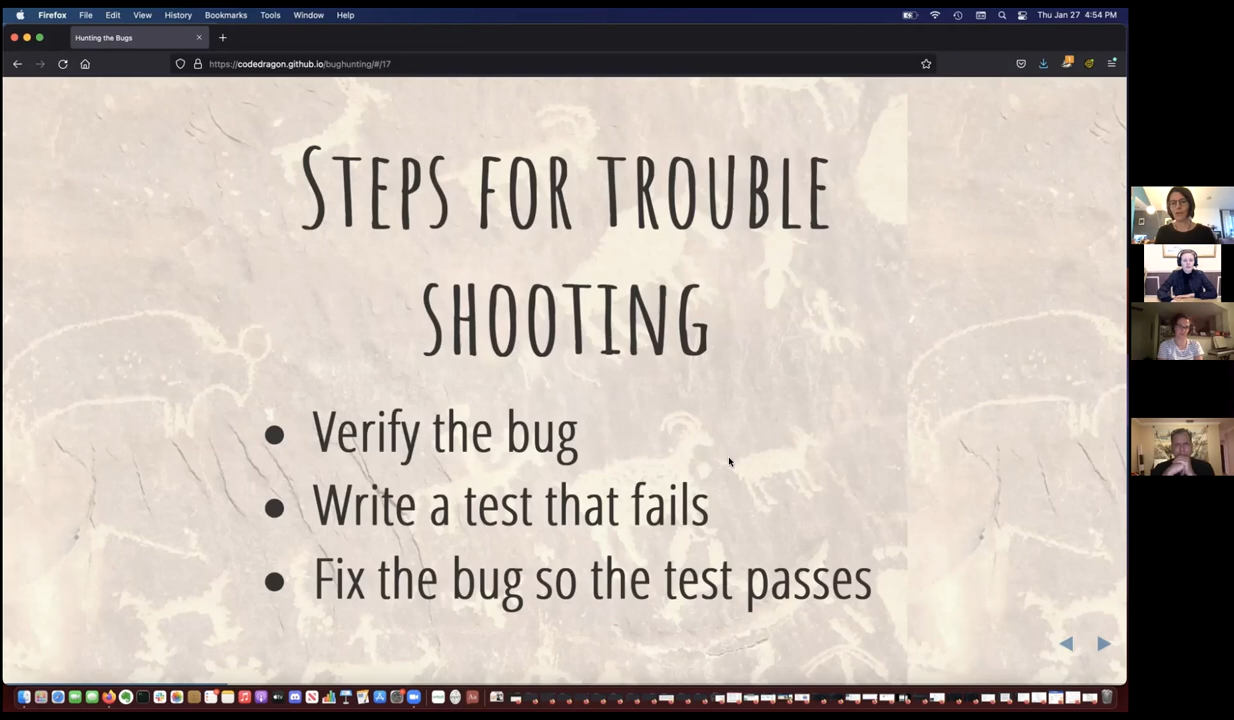 Firefox File Edit View History Bookmarks Tools Window Help Thu Jan 27 4:54 PM
Hunting the Bugs
https://codedragon.github.io/bughunting/#/17
STEPS FOR TROUBLE
SHOOTING
Verify the bug
Write a test that fails
Fix the bug so the test passes